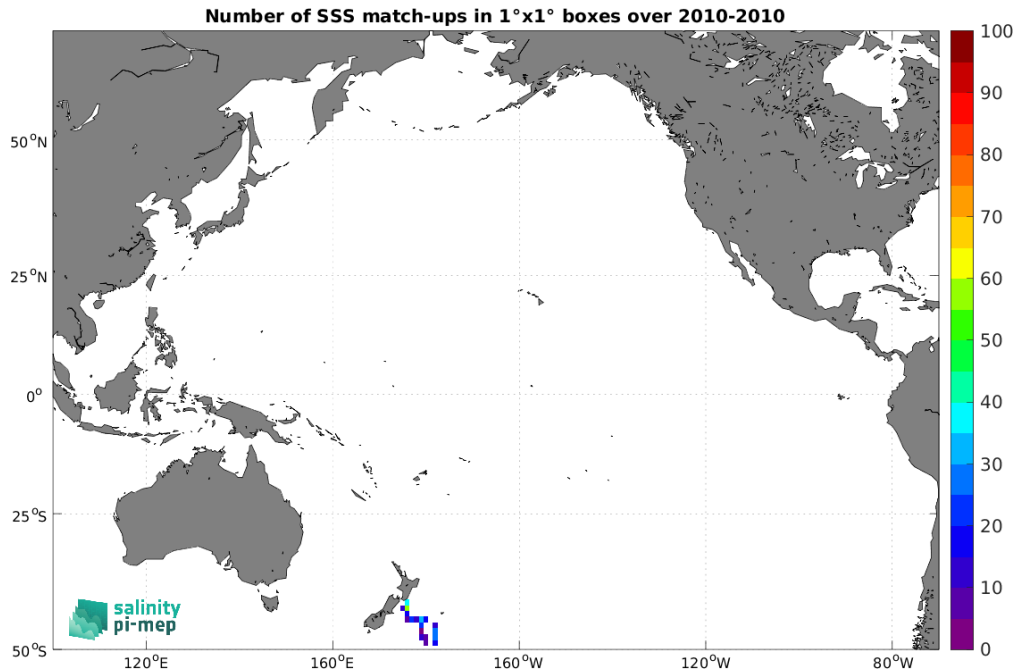 Number of SSS match-ups in 1°x1° boxes over 2010-2010
100
90
80
70
60
50
40
30
20
10
0
50°N
25°N
0°
25°S
50°S
120°E
160°E
160°W
120°W
80°W
salinity
pi-mep